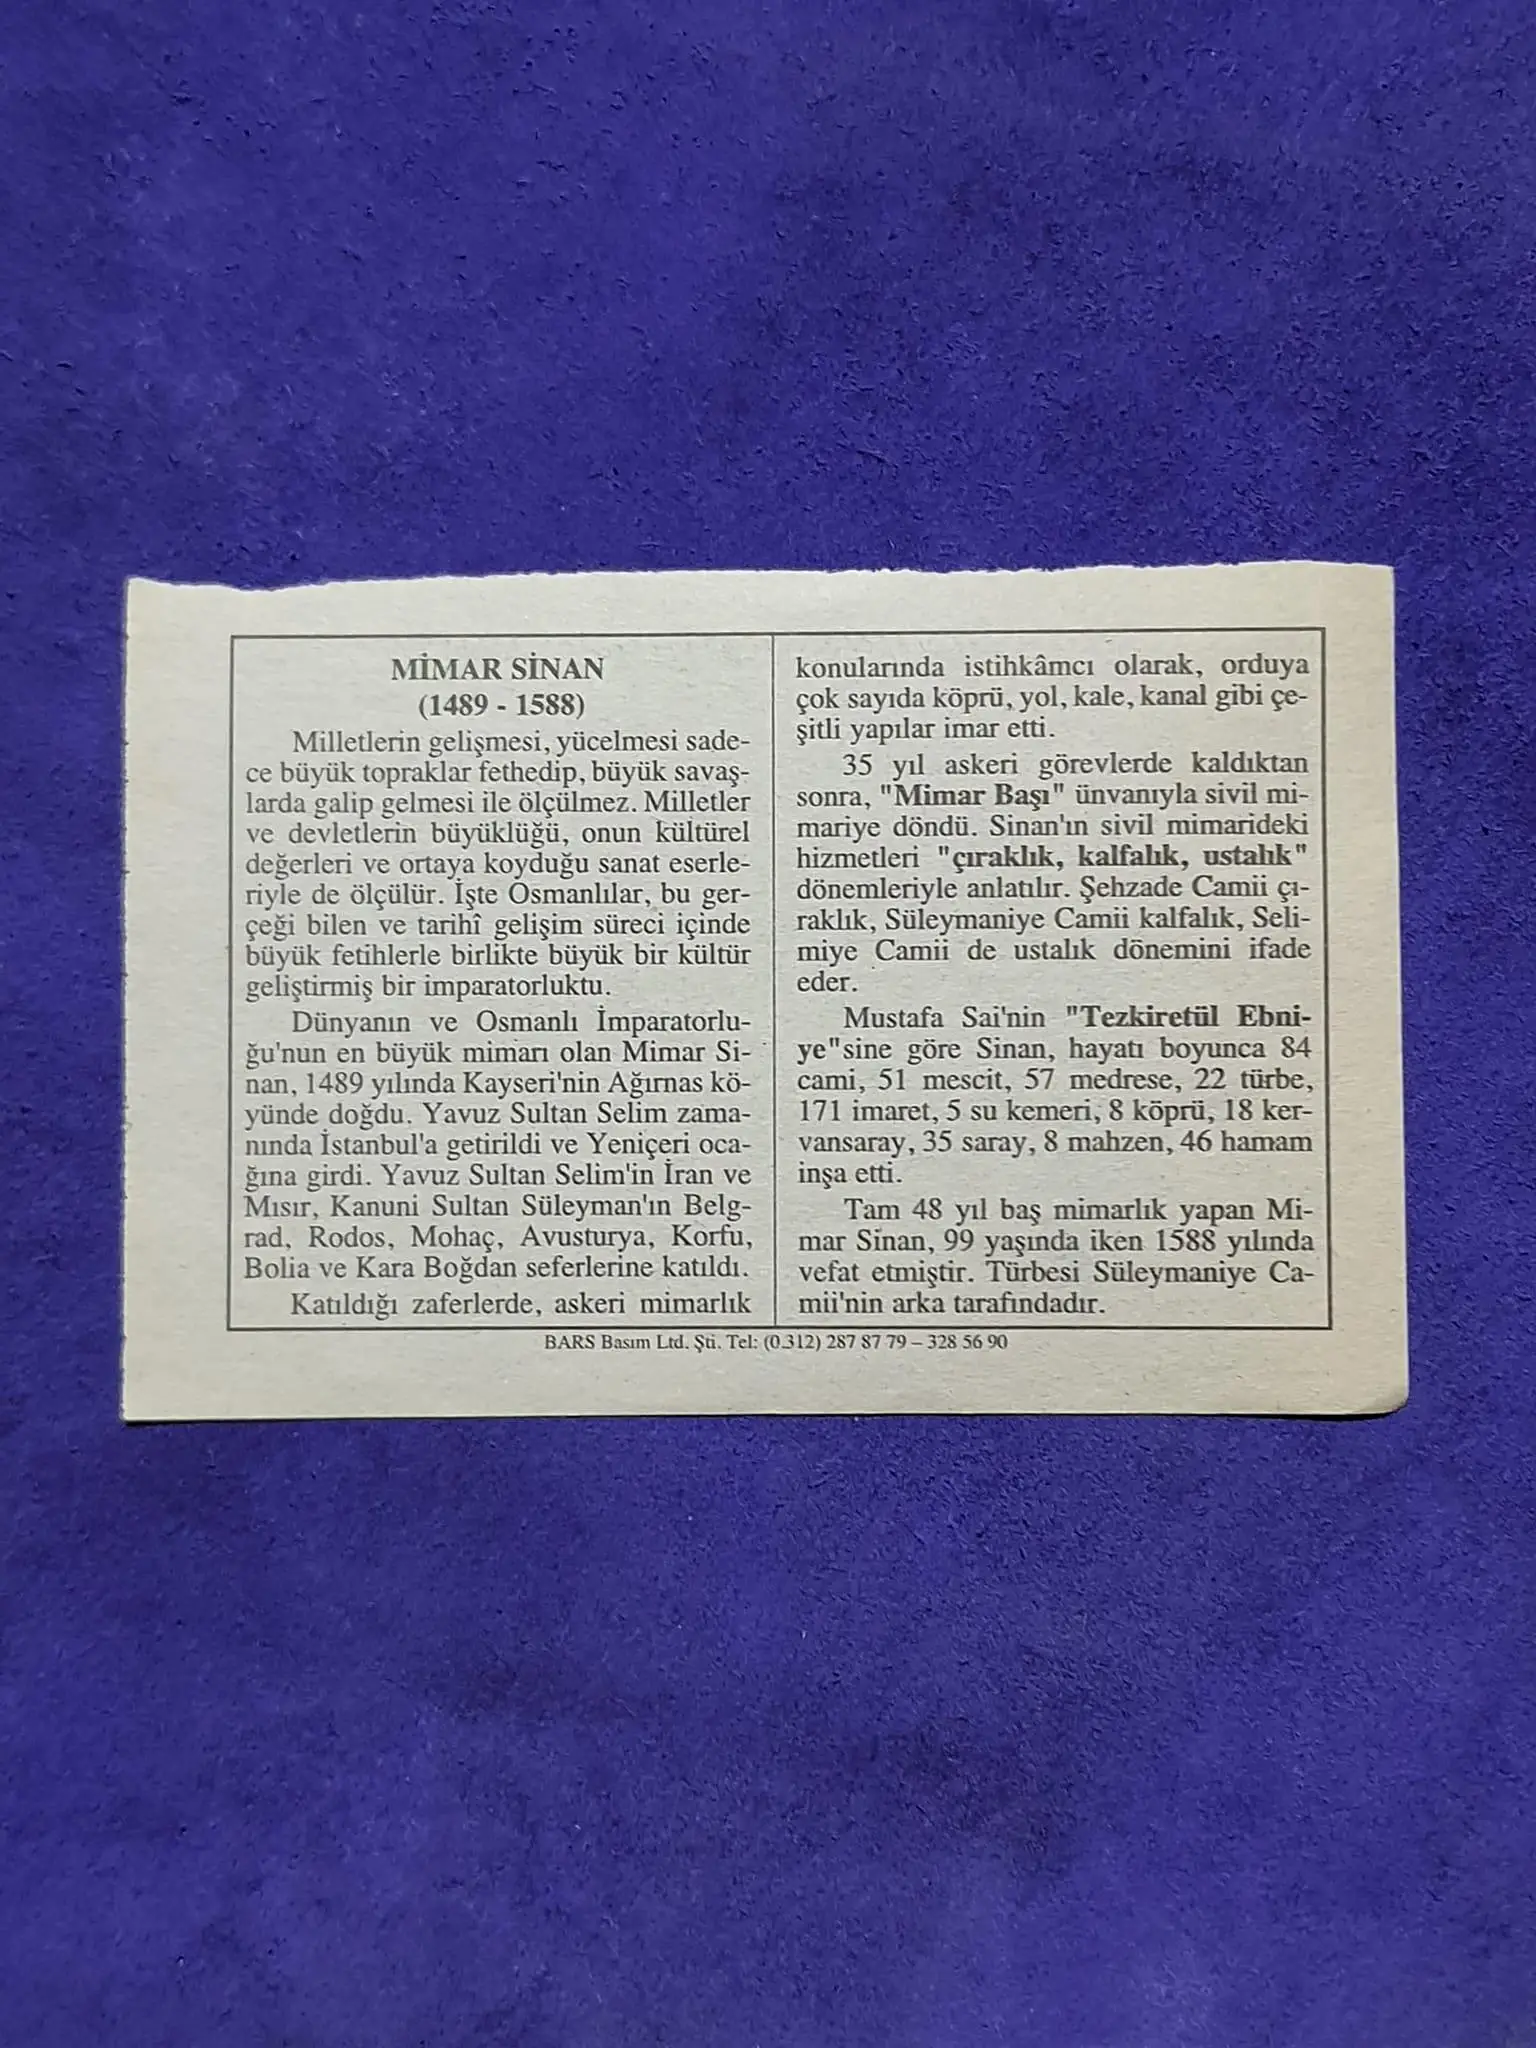 MİMAR SİNAN
(1489 - 1588)
Milletlerin gelişmesi, yücelmesi sade-
ce büyük topraklar fethedip, büyük savaş-
larda galip gelmesi ile ölçülmez. Milletler
ve devletlerin büyüklüğü, onun kültürel
değerleri ve ortaya koyduğu sanat eserle-
riyle de ölçülür. İşte Osmanlılar, bu ger-
çeği bilen ve tarihî gelişim süreci içinde
büyük fetihlerle birlikte büyük bir kültür
geliştirmiş bir imparatorluktu.
Dünyanın ve Osmanlı İmparatorlu-
ğu'nun en büyük mimarı olan Mimar Si-
nan, 1489 yılında Kayseri'nin Ağırnas kö-
yünde doğdu. Yavuz Sultan Selim zama-
nında İstanbul'a getirildi ve Yeniçeri oca-
ğına girdi. Yavuz Sultan Selim'in İran ve
Mısır, Kanuni Sultan Süleyman'ın Belg-
rad, Rodos, Mohaç, Avusturya, Korfu,
Bolia ve Kara Boğdan seferlerine katıldı.
Katıldığı zaferlerde, askeri mimarlık
konularında istihkâmcı olarak, orduya
çok sayıda köprü, yol, kale, kanal gibi çe-
şitli yapılar imar etti.
35 yıl askeri görevlerde kaldıktan
sonra, "Mimar Başı" ünvanıyla sivil mi-
mariye döndü. Sinan'ın sivil mimarideki
hizmetleri "çıraklık, kalfalık, ustalık"
dönemleriyle anlatılır. Şehzade Camii çı-
raklık, Süleymaniye Camii kalfalık, Seli-
miye Camii de ustalık dönemini ifade
eder.
Mustafa Sai'nin "Tezkiretül Ebni-
ye"sine göre Sinan, hayatı boyunca 84
cami, 51 mescit, 57 medrese, 22 türbe,
171 imaret, 5 su kemeri, 8 köprü, 18 ker-
vansaray, 35 saray, 8 mahzen, 46 hamam
inşa etti.
Tam 48 yıl baş mimarlık yapan Mi-
mar Sinan, 99 yaşında iken 1588 yılında
vefat etmiştir. Türbesi Süleymaniye Ca-
mii'nin arka tarafındadır.
BARS Basım Ltd. Şti. Tel: (0.312) 287 87 79 – 328 56 90